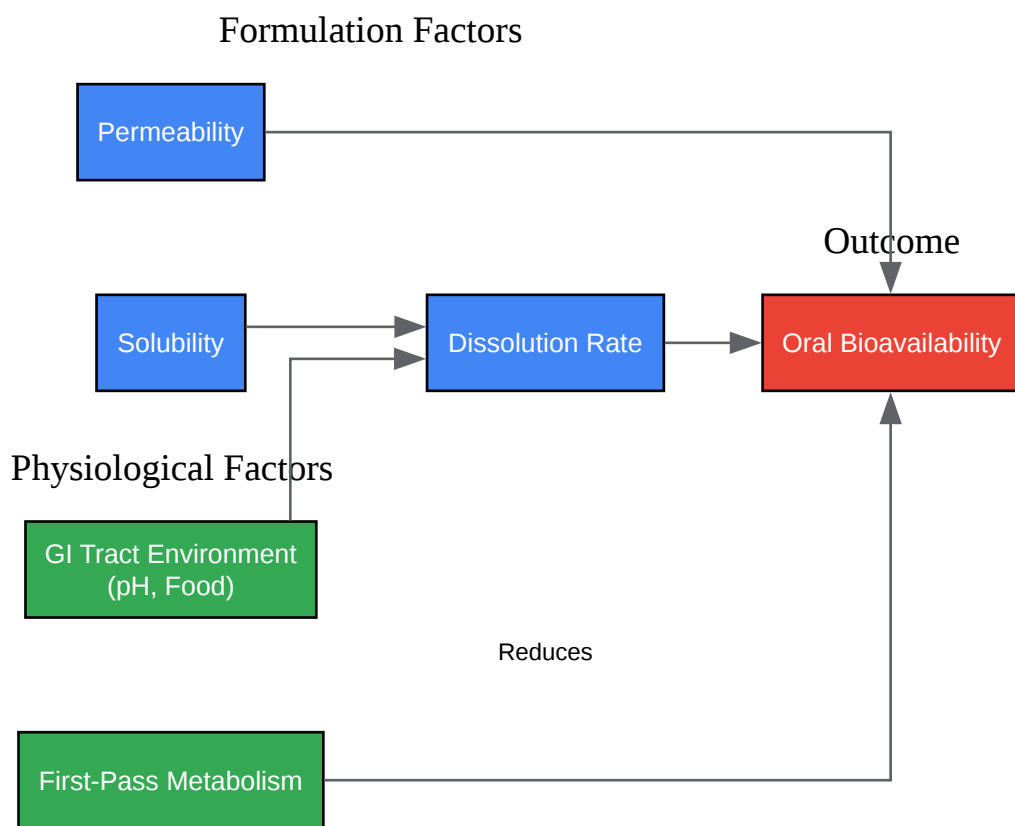 Formulation Factors
Permeability
Outcome
Solubility
Dissolution Rate
Oral Bioavailability
Physiological Factors
GI Tract Environment
(pH, Food)
Reduces
First-Pass Metabolism